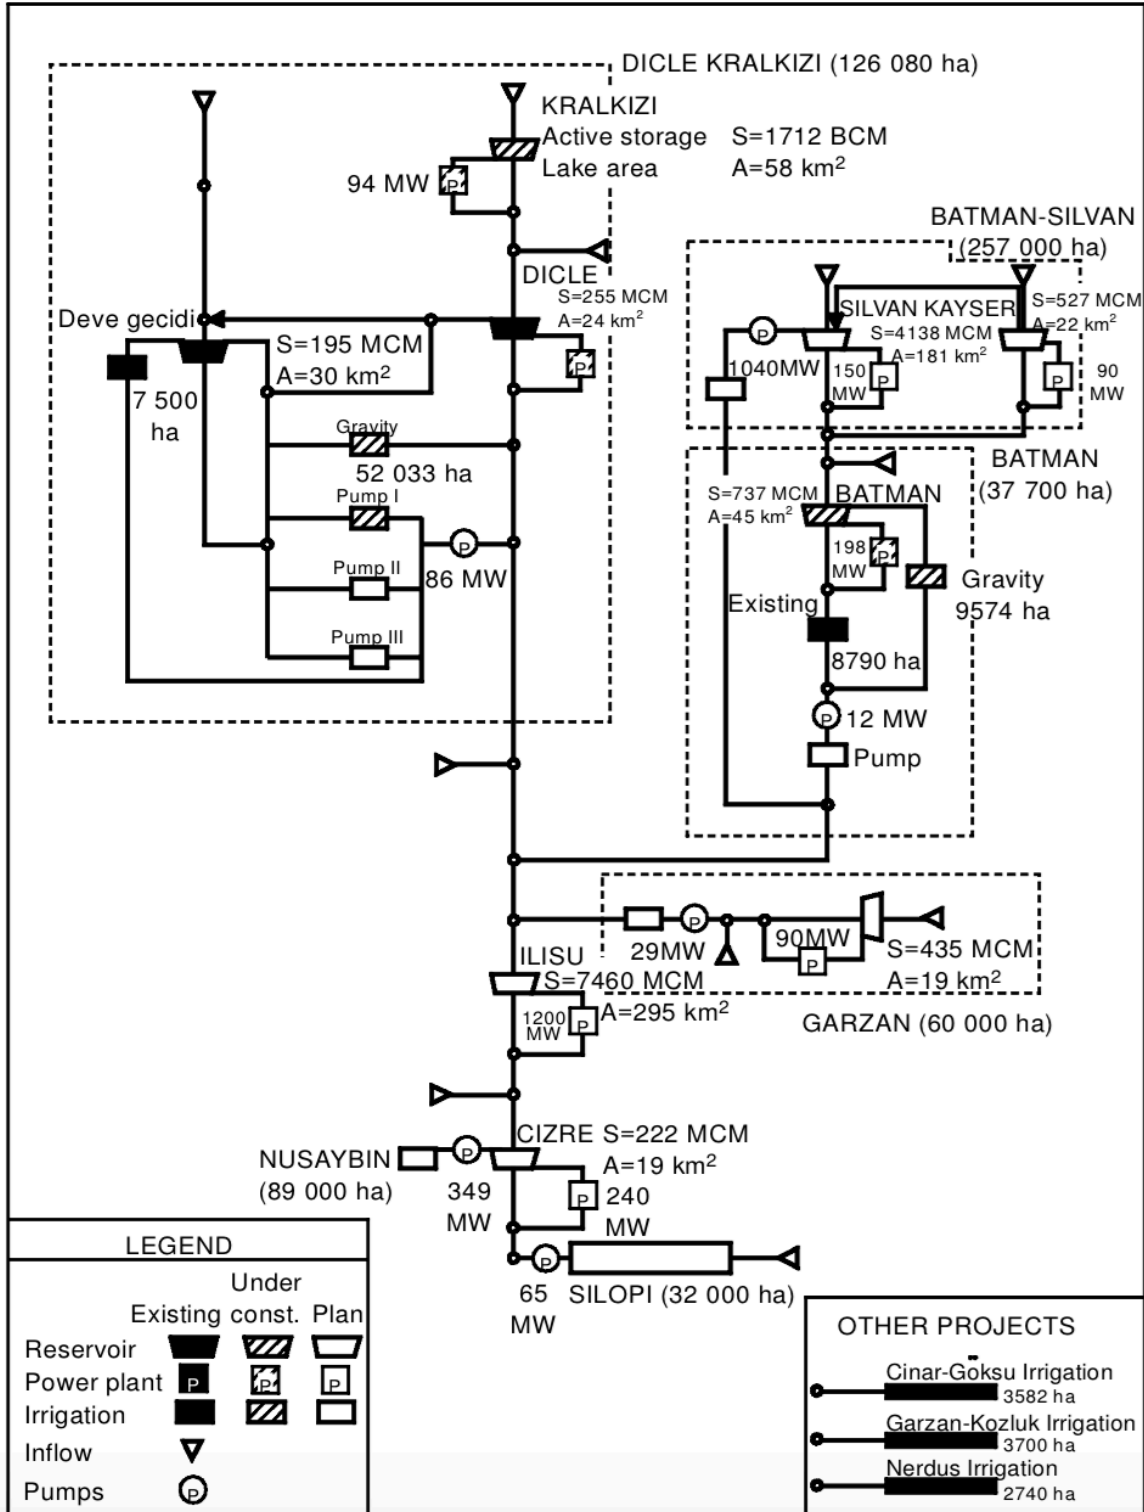 DICLE KRALKIZI (126 080 ha)
KRALKIZI
Active storage S=1712 BCM
Lake area A=58 km²
94 MW
P
DICLE
S=255 MCM
A=24 km²
P
Deve gecidi
S=195 MCM
A=30 km²
7 500
ha
Gravity
52 033 ha
Pump I
P
86 MW
Pump II
Pump III
BATMAN-SILVAN
(257 000 ha)
SILVAN KAYSER
S=527 MCM
A=22 km²
S=4138 MCM
A=181 km²
P
1040MW
150
MW
P
P
90
MW
BATMAN
(37 700 ha)
S=737 MCM
A=45 km²
BATMAN
198
MW
P
Gravity
9574 ha
Existing
8790 ha
P
12 MW
Pump
P
29MW
90MW
P
S=435 MCM
A=19 km²
GARZAN (60 000 ha)
ILISU
S=7460 MCM
A=295 km²
1200
MW
P
CIZRE S=222 MCM
A=19 km²
NUSAYBIN
(89 000 ha)
P
349
MW
P
240
MW
P
65
MW
SILOPI (32 000 ha)
LEGEND
Under
Existing const. Plan
Reservoir
Power plant P P P
Irrigation
Inflow
Pumps P
OTHER PROJECTS
Cinar-Göksu Irrigation
3582 ha
Garzan-Kozluk Irrigation
3700 ha
Nerdus Irrigation
2740 ha